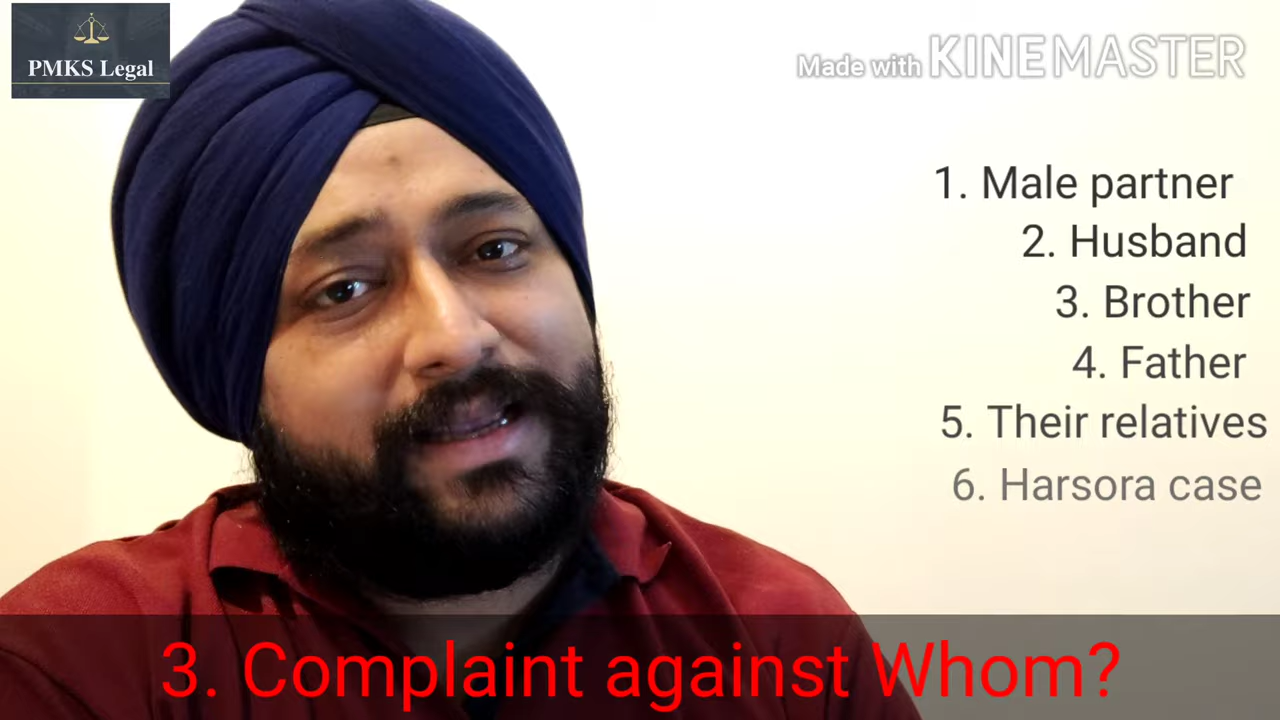 PMKS Legal
Made with KINEMASTER
1. Male partner
2. Husband
3. Brother
4. Father
5. Their relatives
6. Harsora case
3. Complaint against Whom?